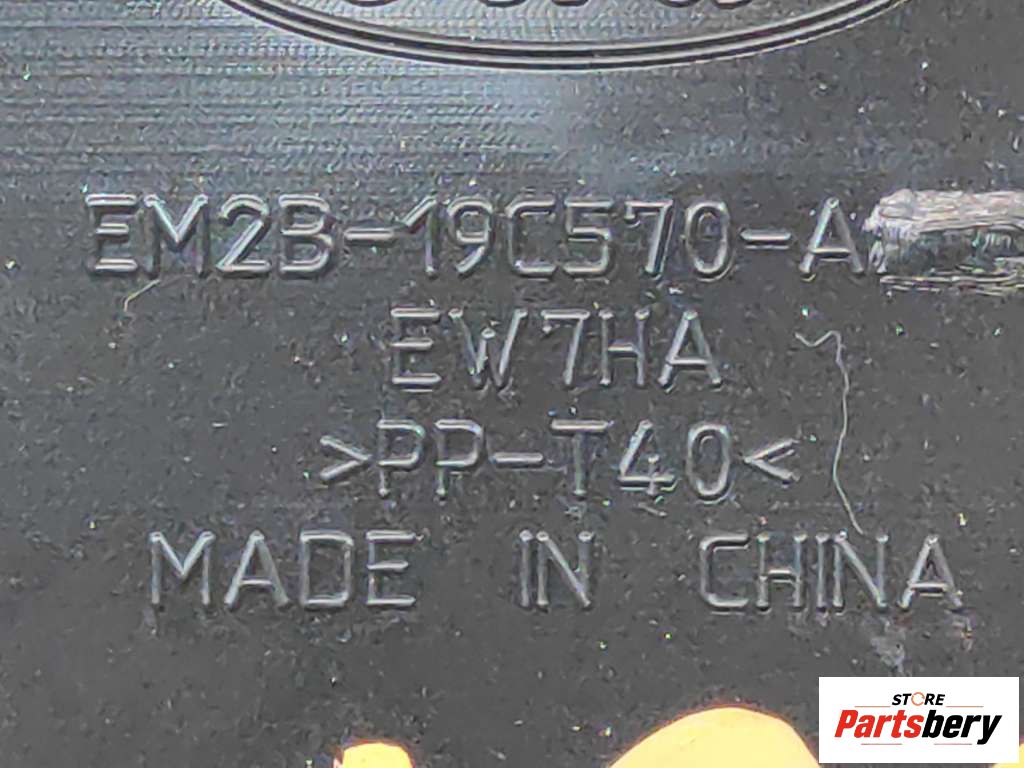 EM2B-19C570-A
EW7HA
>PP-T40<
MADE IN CHINA
STORE
Partsbery